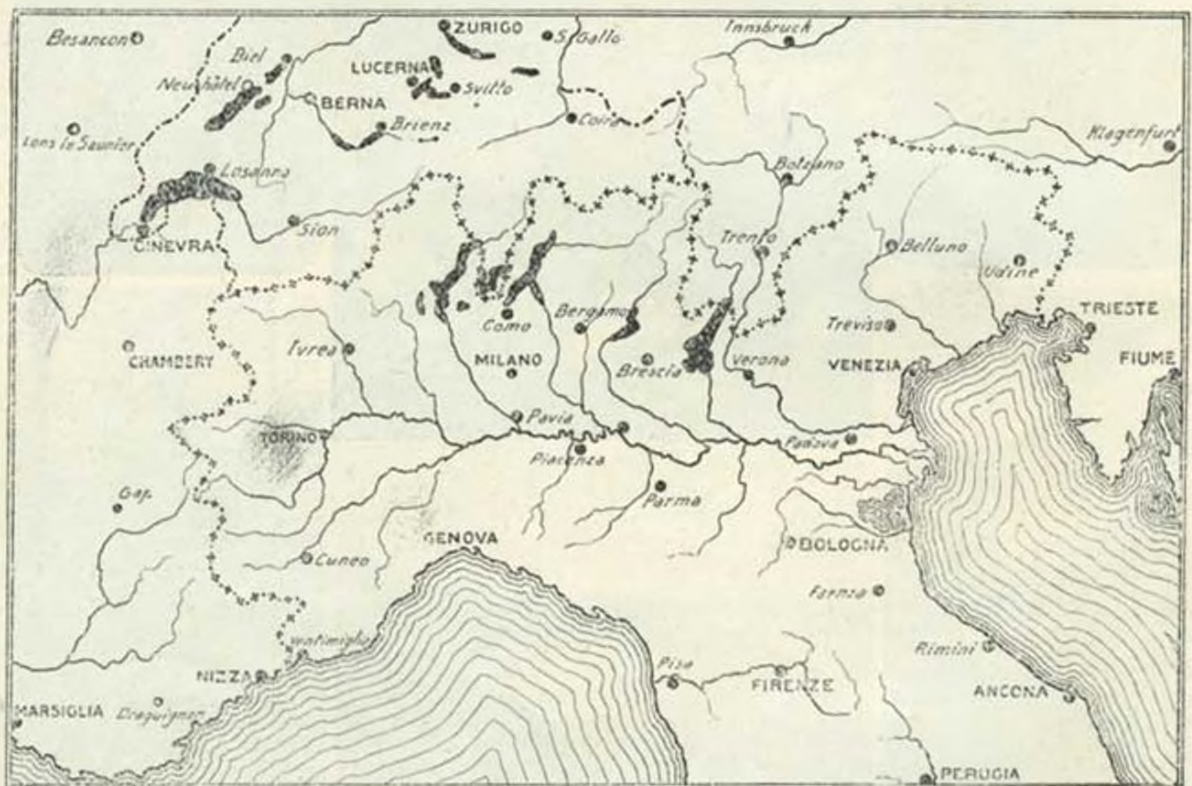 Besançon
ZURIGO
S. Gallo
Innsbruck
Biel
LUCERNA
Neuchâtel
Svitto
BERNA
Brienz
Coira
Klagenfurt
Lons le Saunier
Bolzano
Losanna
Sion
GINEVRA
Trento
Belluno
Udine
Como
Bergamo
Treviso
TRIESTE
CHAMBERY
Ivrea
MILANO
Brescia
Verona
VENEZIA
FIUME
Pavia
TORINO
Piacenza
Padova
Gap.
Parma
GENOVA
BOLOGNA
Cuneo
Faenza
Ventimiglia
Rimini
NIZZA
Pisa
FIRENZE
ANCONA
MARSIGLIA
Draguignan
PERUGIA